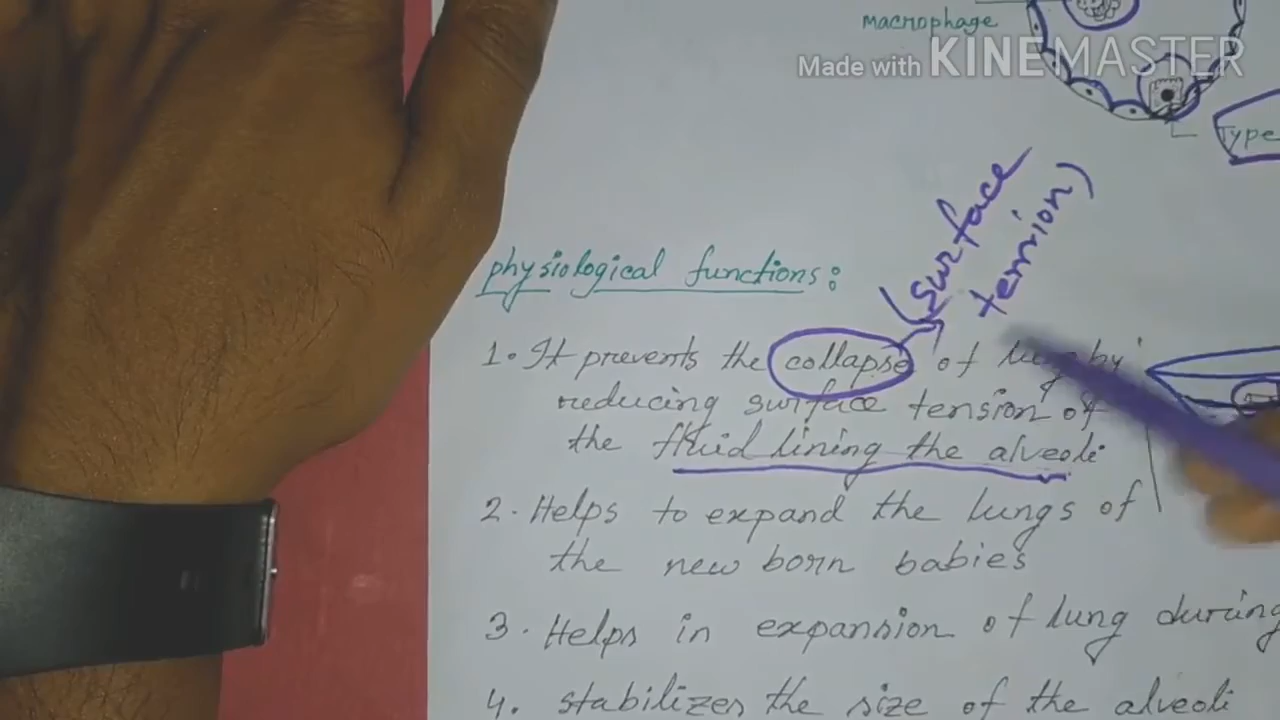 macrophage
Made with KINEMASTER
Type
(surface
tension)
physiological functions:
1. It prevents the collapse of lung by
reducing surface tension of
the fluid lining the alveoli
2. Helps to expand the lungs of
the new born babies
3. Helps in expansion of lung during
4. stabilizes the size of the alveoli